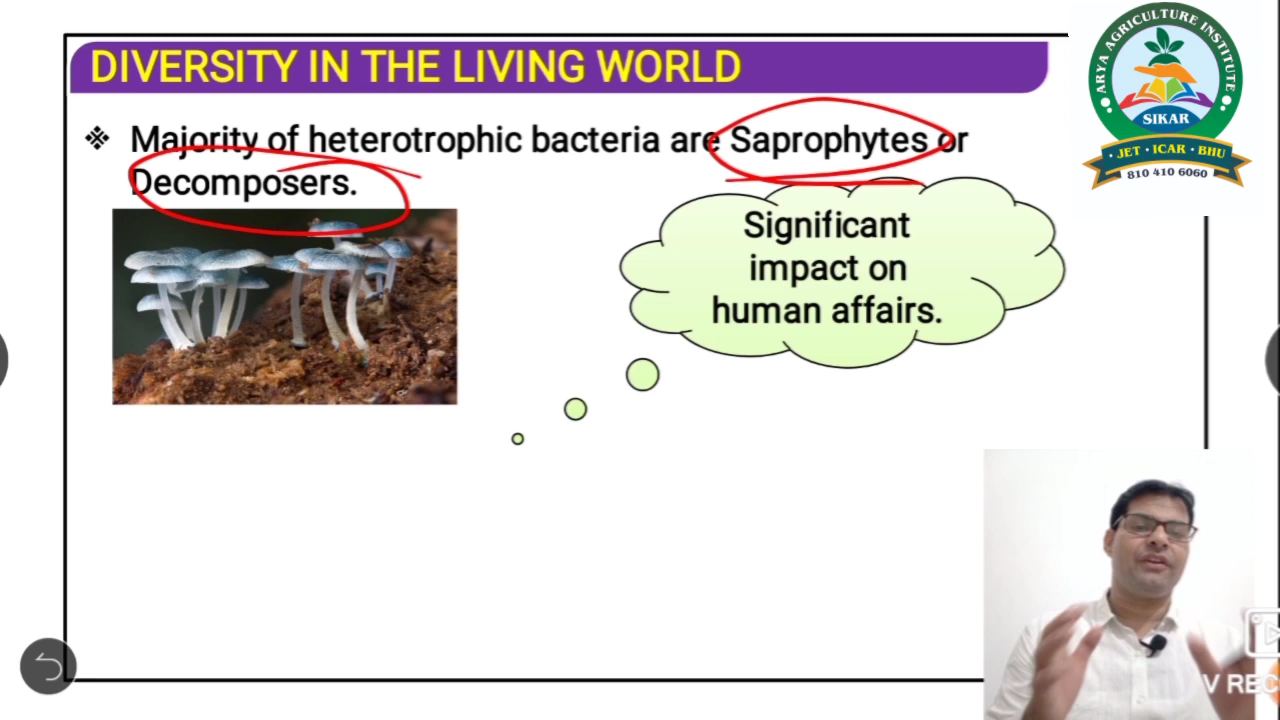 DIVERSITY IN THE LIVING WORLD
❖ Majority of heterotrophic bacteria are Saprophytes or
Decomposers.
Significant
impact on
human affairs.
ARYA AGRICULTURE INSTITUTE
SIKAR
· JET · ICAR · BHU
810 410 6060
V REC